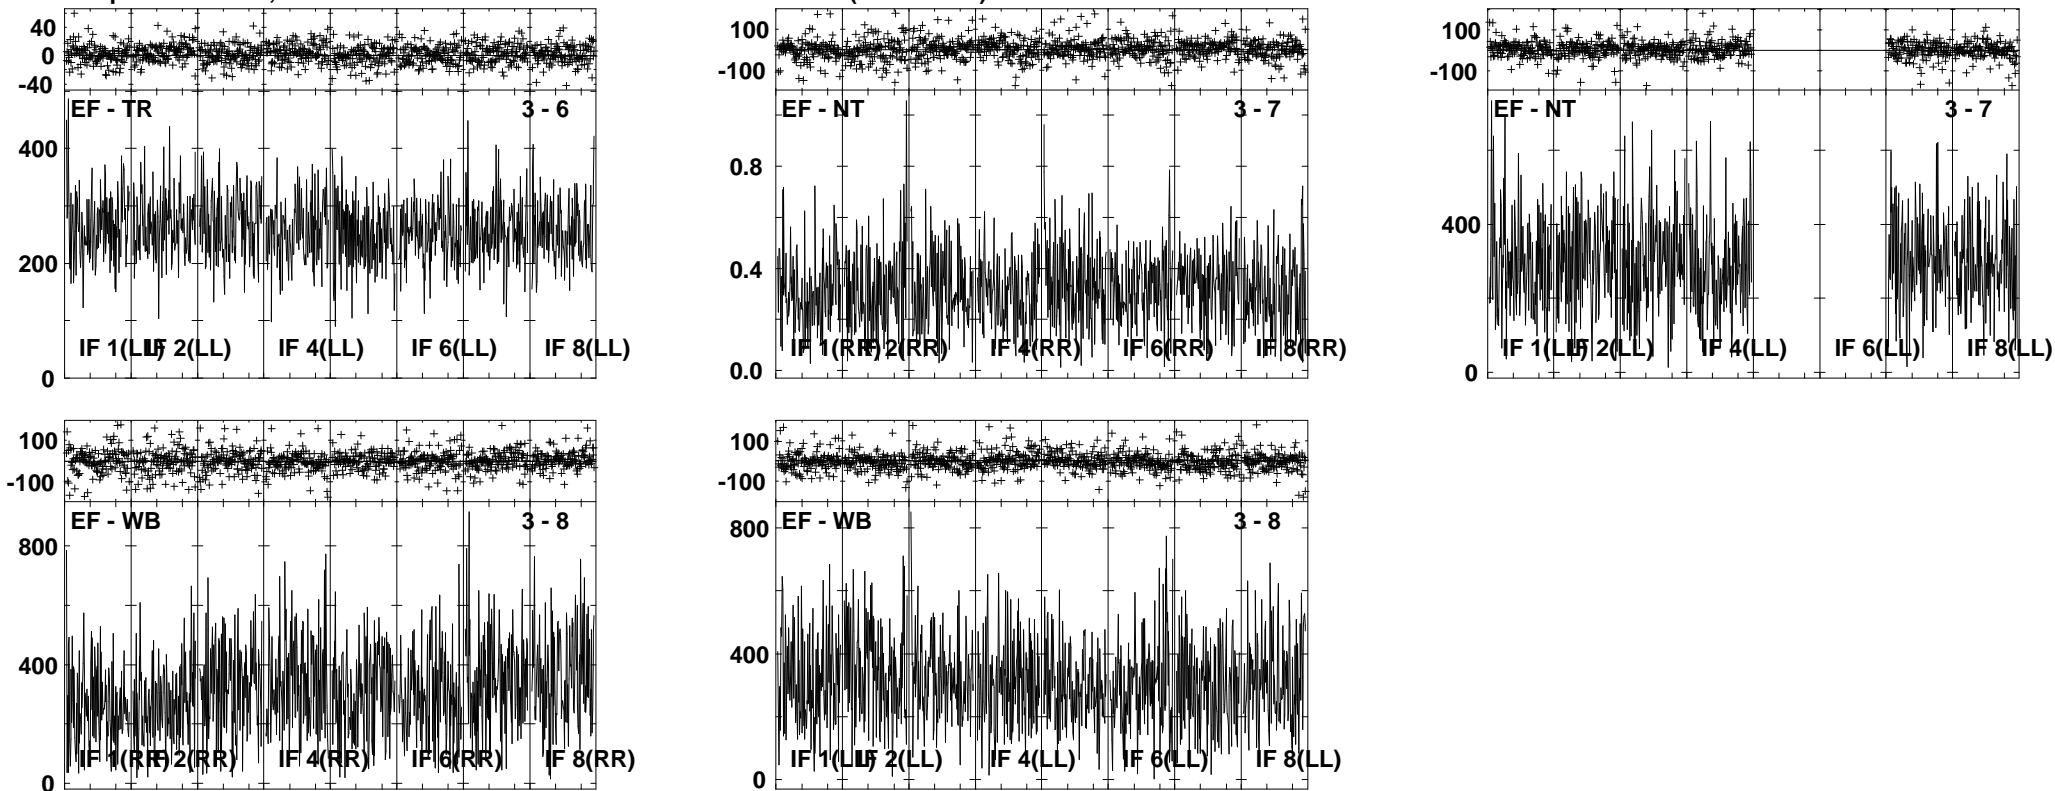 40
0
-40
EF - TR 3 - 6
400
200
0
IF 1(LL) IF 2(LL) IF 4(LL) IF 6(LL) IF 8(LL)
100
-100
EF - NT 3 - 7
0.8
0.4
0.0
IF 1(RR) IF 2(RR) IF 4(RR) IF 6(RR) IF 8(RR)
100
-100
EF - NT 3 - 7
400
0
IF 1(LL) IF 2(LL) IF 4(LL) IF 6(LL) IF 8(LL)
100
-100
EF - WB 3 - 8
800
400
0
IF 1(RR) IF 2(RR) IF 4(RR) IF 6(RR) IF 8(RR)
100
-100
EF - WB 3 - 8
800
400
0
IF 1(LL) IF 2(LL) IF 4(LL) IF 6(LL) IF 8(LL)